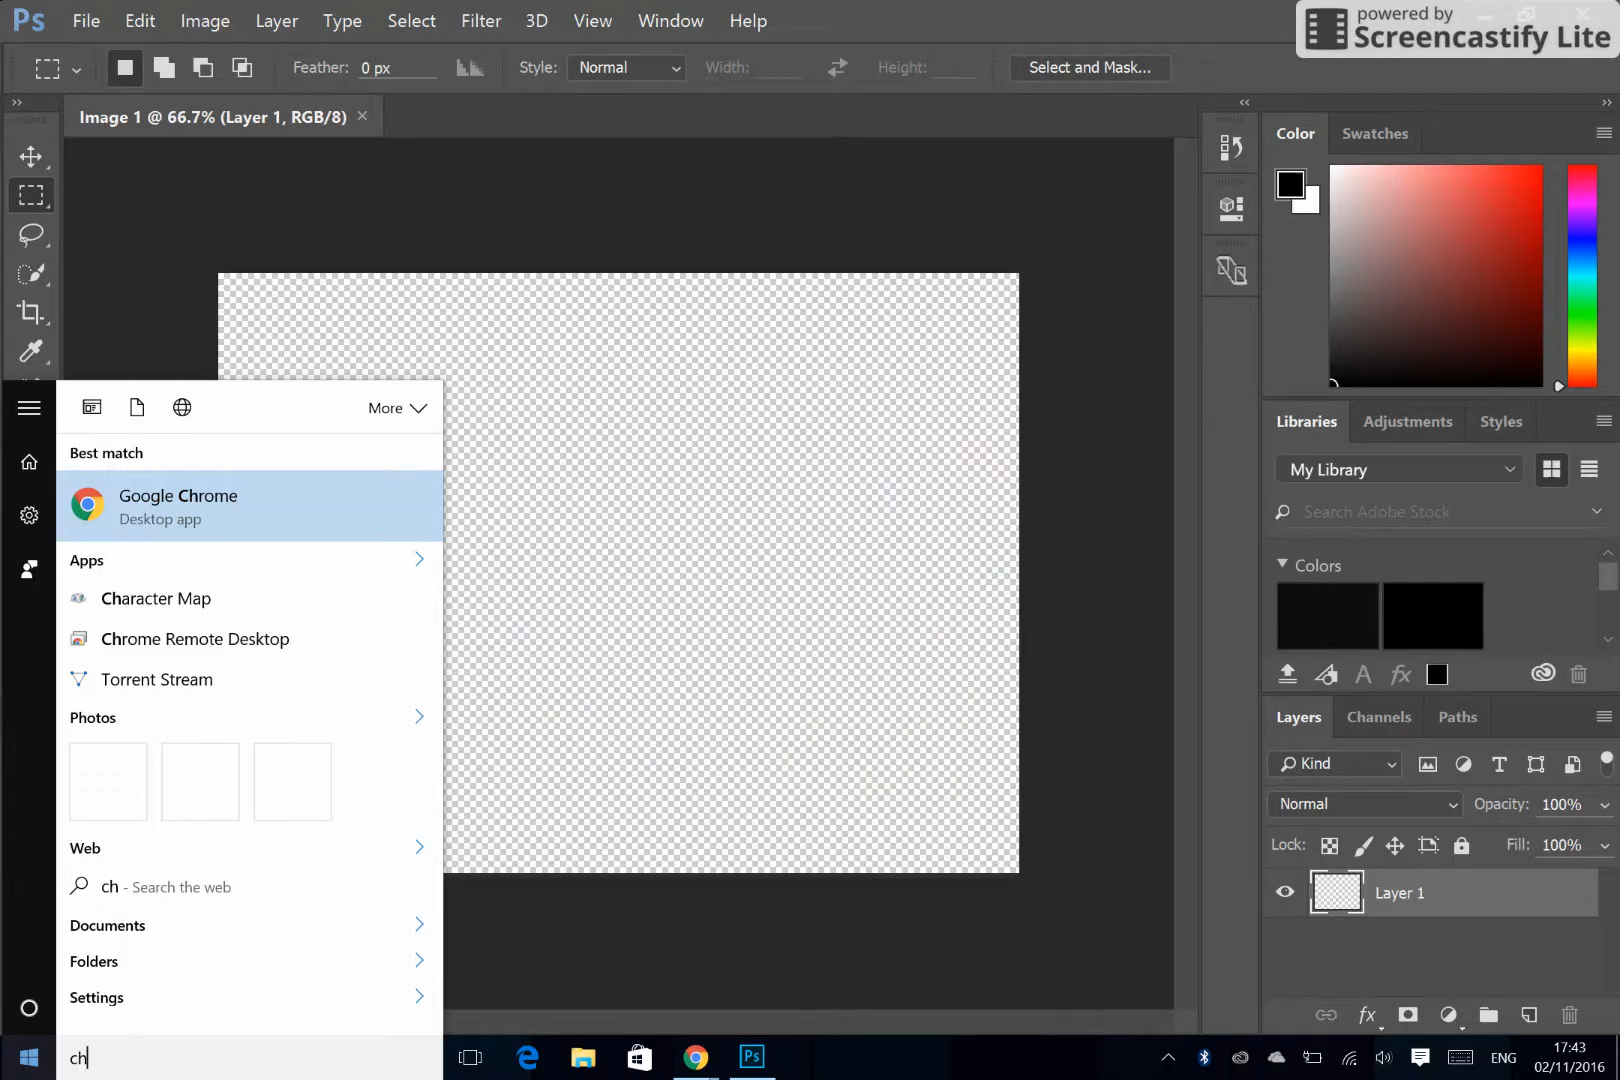 Ps File Edit Image Layer Type Select Filter 3D View Window Help
powered by
Screencastify Lite
Feather: 0 px Style: Normal Width: Height: Select and Mask...
Image 1 @ 66.7% (Layer 1, RGB/8)
Color Swatches
Libraries Adjustments Styles
My Library
Search Adobe Stock
Colors
A fx
Layers Channels Paths
Kind
Normal Opacity: 100%
Lock: Fill: 100%
Layer 1
fx
More
Best match
Google Chrome
Desktop app
Apps
Character Map
Chrome Remote Desktop
Torrent Stream
Photos
Web
ch - Search the web
Documents
Folders
Settings
ch
Ps
ENG
17:43
02/11/2016